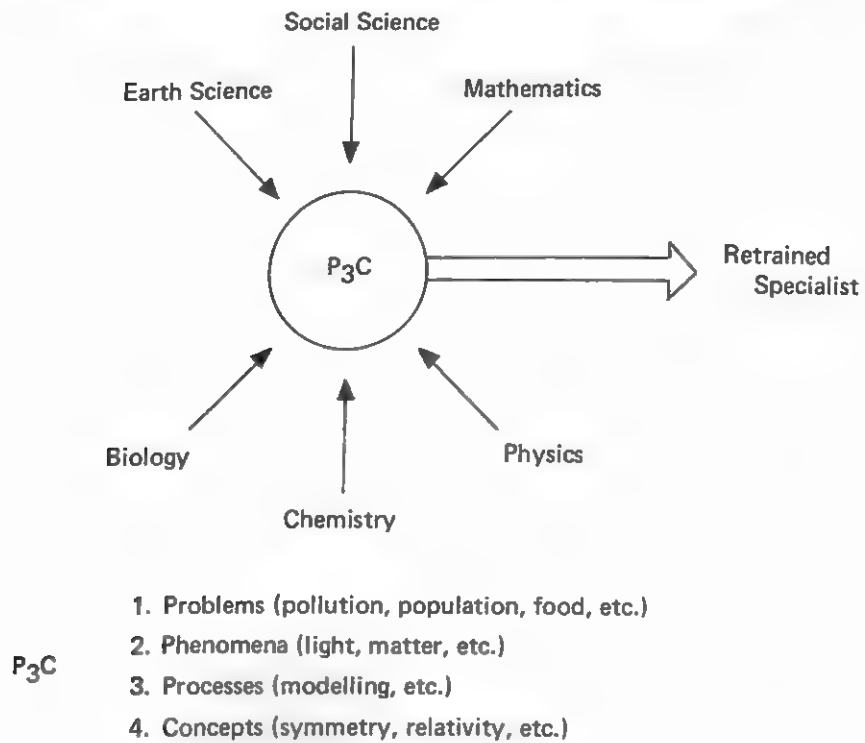 Social Science
Earth Science
Mathematics
P₃C
Retrained
Specialist
Biology
Physics
Chemistry
1. Problems (pollution, population, food, etc.)
2. Phenomena (light, matter, etc.)
P₃C
3. Processes (modelling, etc.)
4. Concepts (symmetry, relativity, etc.)